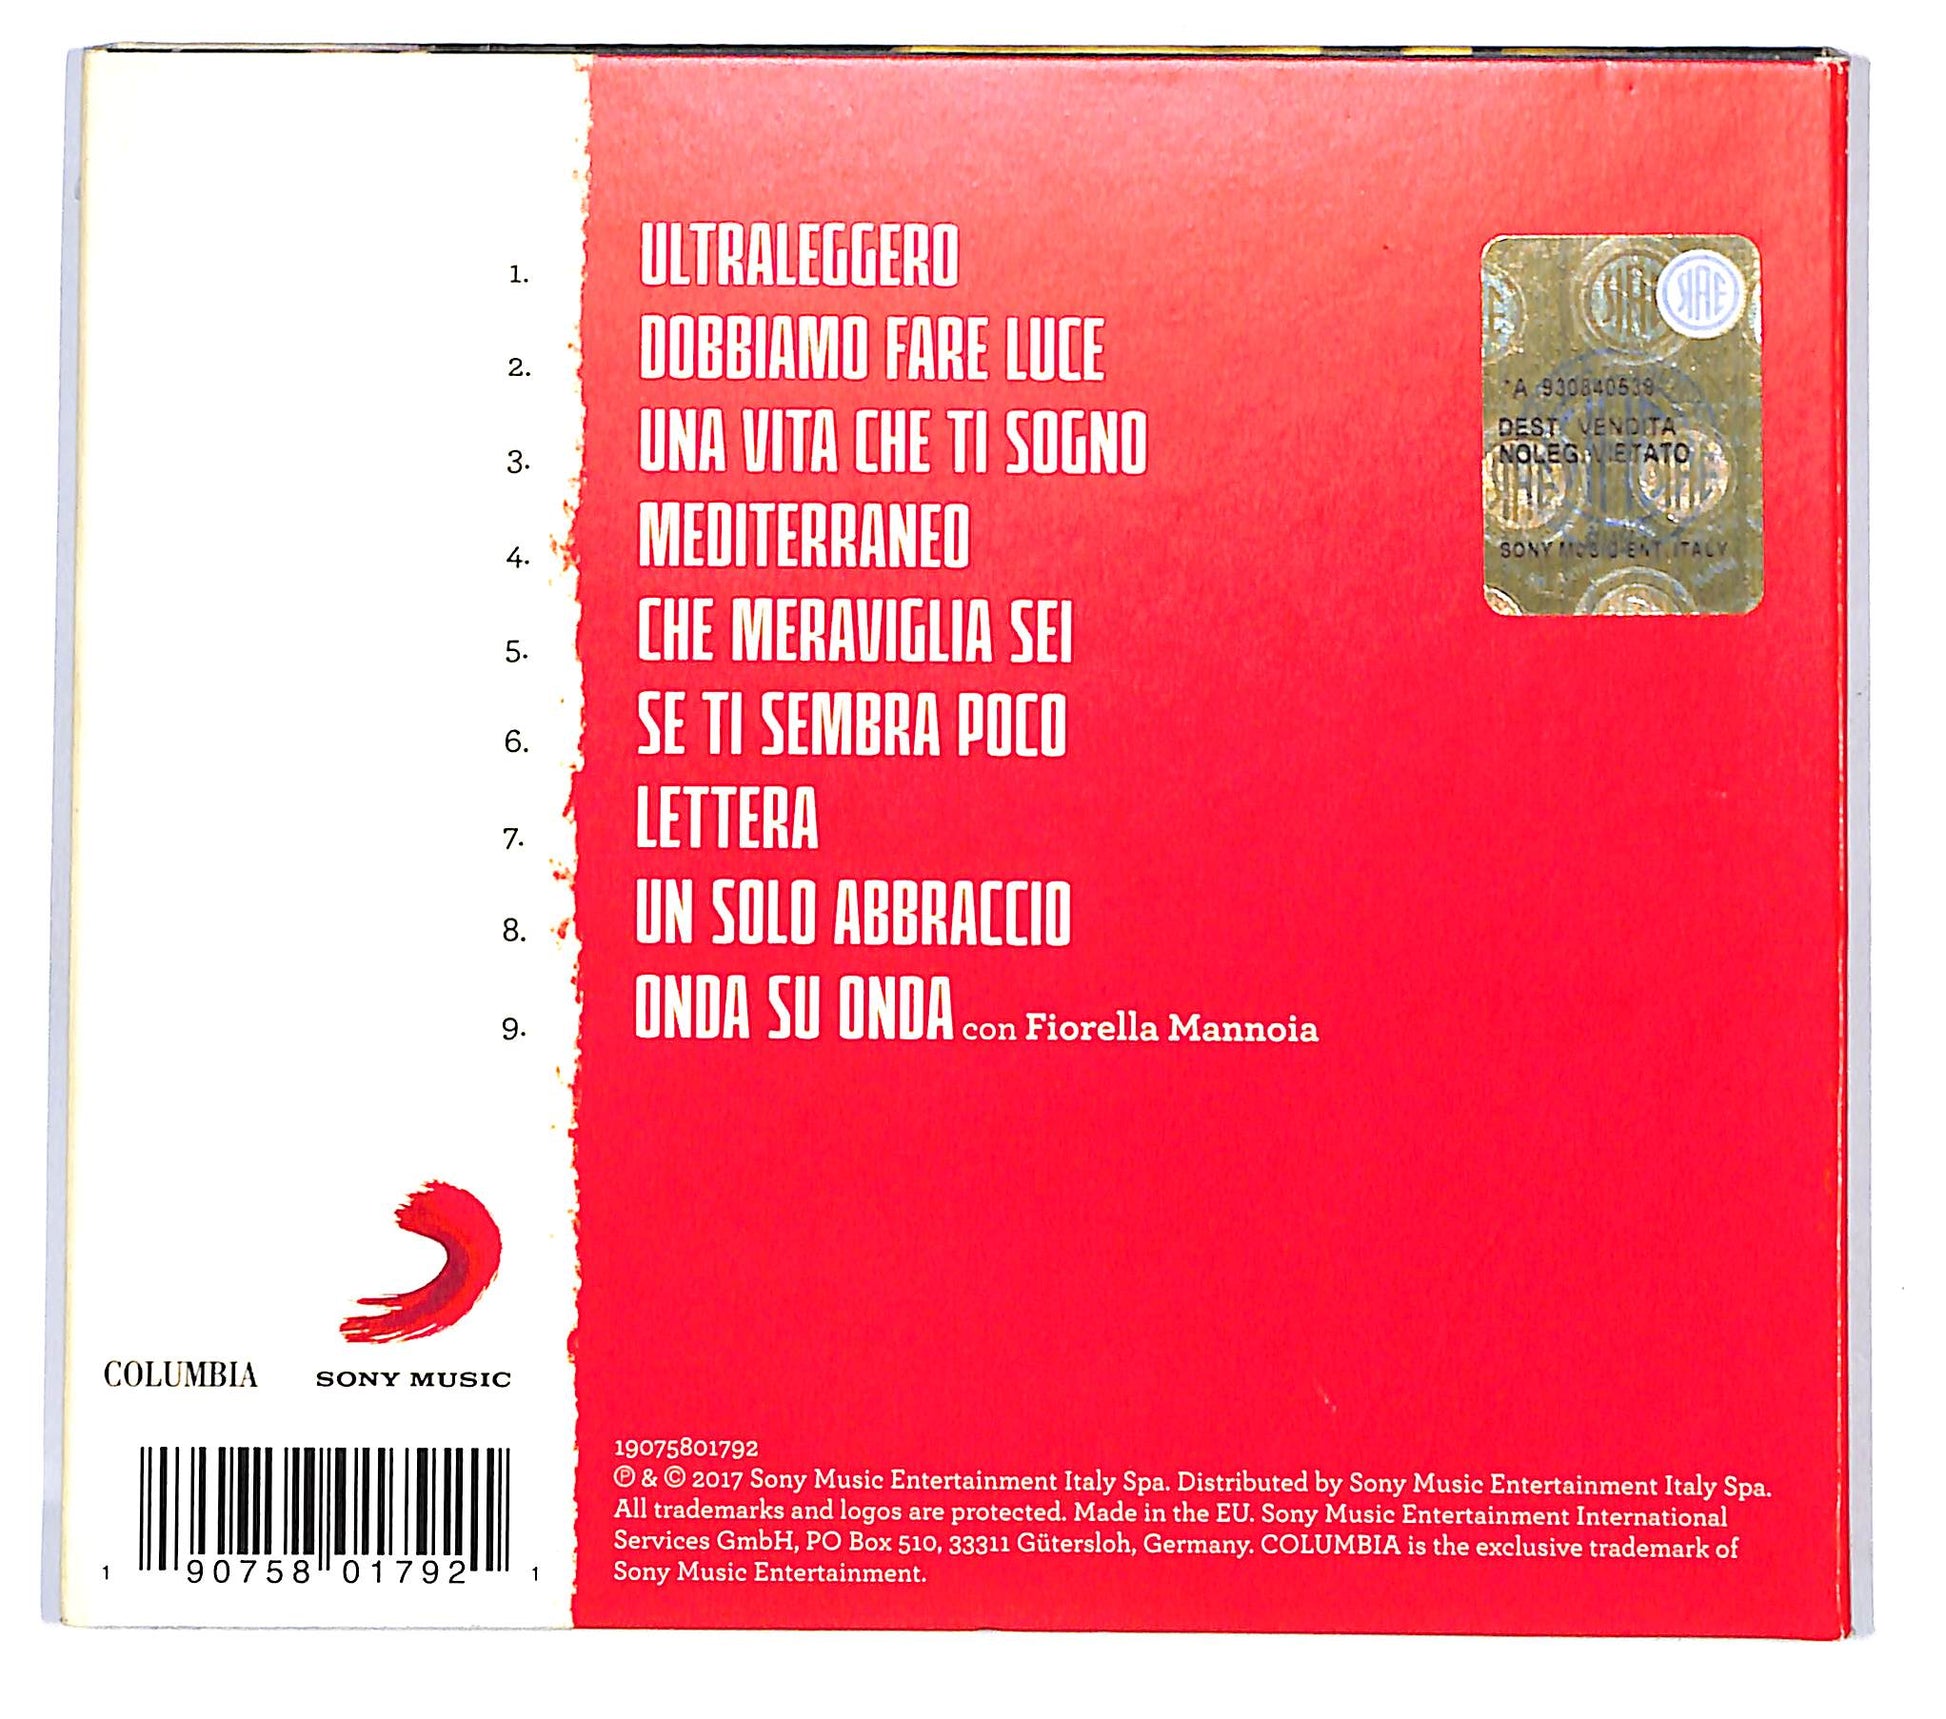 1. ULTRALEGGERO
2. DOBBIAMO FARE LUCE
3. UNA VITA CHE TI SOGNO
4. MEDITERRANEO
5. CHE MERAVIGLIA SEI
6. SE TI SEMBRA POCO
7. LETTERA
8. UN SOLO ABBRACCIO
9. ONDA SU ONDA con Fiorella Mannoia
DEST. VENDITA
NOLEG. VIETATO
SONY MUSIC ENT. ITALY
COLUMBIA SONY MUSIC
1 90758 01792 1
19075801792
℗ & © 2017 Sony Music Entertainment Italy Spa. Distributed by Sony Music Entertainment Italy Spa.
All trademarks and logos are protected. Made in the EU. Sony Music Entertainment International
Services GmbH, PO Box 510, 33311 Gütersloh, Germany. COLUMBIA is the exclusive trademark of
Sony Music Entertainment.